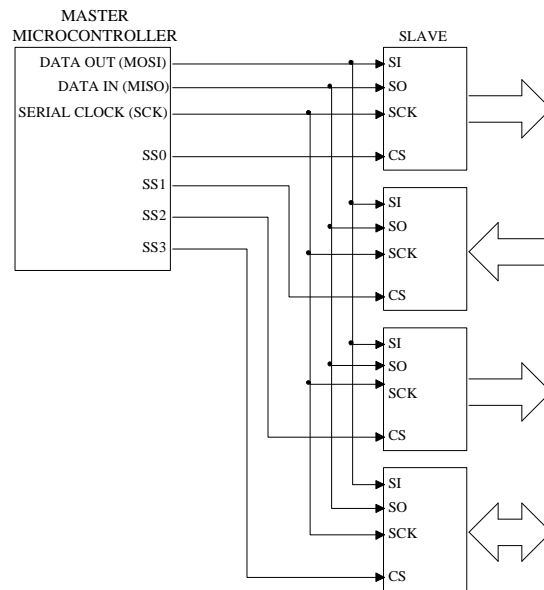 MASTER
MICROCONTROLLER
DATA OUT (MOSI)
DATA IN (MISO)
SERIAL CLOCK (SCK)
SS0
SS1
SS2
SS3
SLAVE
SI
SO
SCK
CS
SI
SO
SCK
CS
SI
SO
SCK
CS
SI
SO
SCK
CS